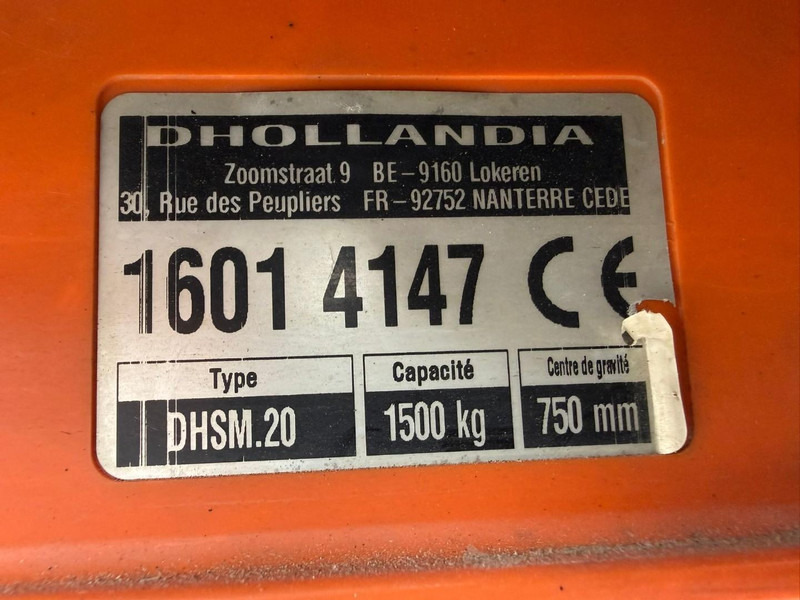 DHOLLANDIA
Zoomstraat 9 BE-9160 Lokeren
30, Rue des Peupliers FR-92752 NANTERRE CEDE
1601 4147 CE
Type Capacité Centre de gravité
DHSM.20 1500 kg 750 mm